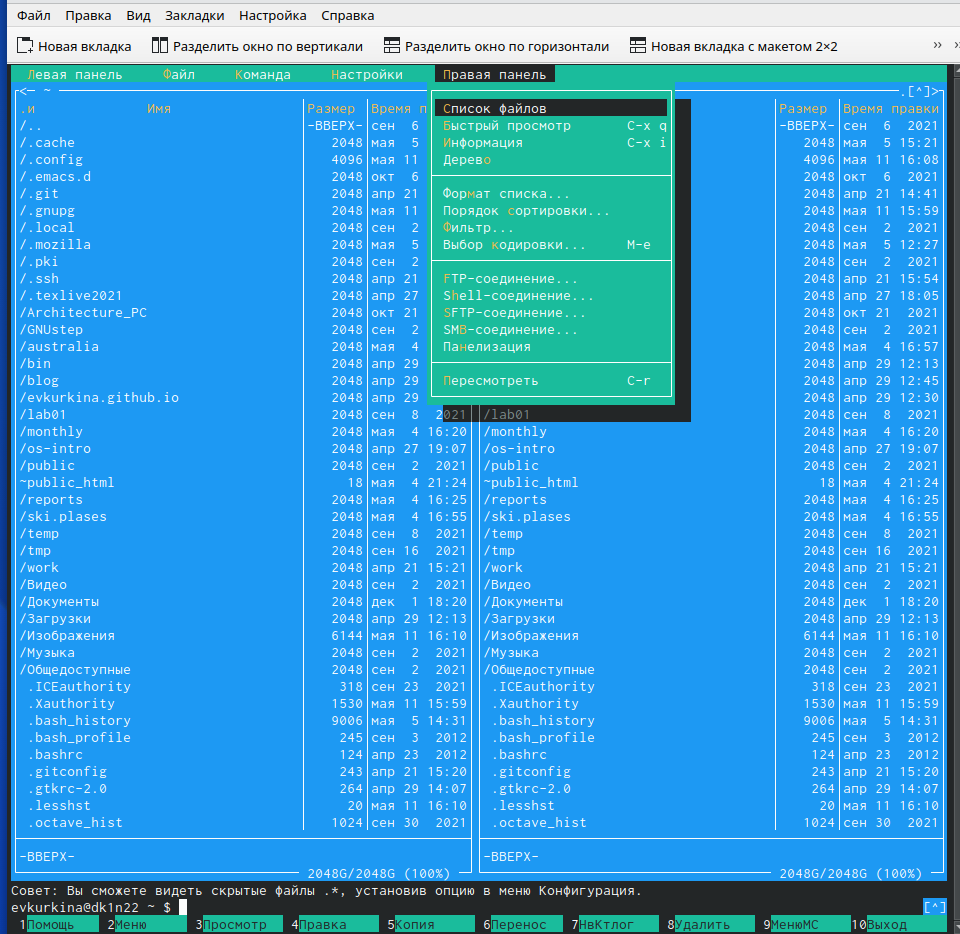 Файл Правка Вид Закладки Настройка Справка
Новая вкладка Разделить окно по вертикали Разделить окно по горизонтали Новая вкладка с макетом 2×2 »
Левая панель Файл Команда Настройки Правая панель
<— ~ .[^]>
.и Имя Размер Время п
/.. -ВВЕРХ- сен 6
/.cache 2048 мая 5
/.config 4096 мая 11
/.emacs.d 2048 окт 6
/.git 2048 апр 21
/.gnupg 2048 мая 11
/.local 2048 сен 2
/.mozilla 2048 мая 5
/.pki 2048 сен 2
/.ssh 2048 апр 21
/.texlive2021 2048 апр 27
/Architecture_PC 2048 окт 21
/GNUstep 2048 сен 2
/australia 2048 мая 4
/bin 2048 апр 29
/blog 2048 апр 29
/evkurkina.github.io 2048 апр 29
/lab01 2048 сен 8 2021
/monthly 2048 мая 4 16:20
/os-intro 2048 апр 27 19:07
/public 2048 сен 2 2021
~public_html 18 мая 4 21:24
/reports 2048 мая 4 16:25
/ski.plases 2048 мая 4 16:55
/temp 2048 сен 8 2021
/tmp 2048 сен 16 2021
/work 2048 апр 21 15:21
/Видео 2048 сен 2 2021
/Документы 2048 дек 1 18:20
/Загрузки 2048 апр 29 12:13
/Изображения 6144 мая 11 16:10
/Музыка 2048 сен 2 2021
/Общедоступные 2048 сен 2 2021
.ICEauthority 318 сен 23 2021
.Xauthority 1530 мая 11 15:59
.bash_history 9006 мая 5 14:31
.bash_profile 245 сен 3 2012
.bashrc 124 апр 23 2012
.gitconfig 243 апр 21 15:20
.gtkrc-2.0 264 апр 29 14:07
.lesshst 20 мая 11 16:10
.octave_hist 1024 сен 30 2021
-ВВЕРХ-
2048G/2048G (100%)
Список файлов
Быстрый просмотр C-x q
Информация C-x i
Дерево
Формат списка...
Порядок сортировки...
Фильтр...
Выбор кодировки... M-e
FTP-соединение...
Shell-соединение...
SFTP-соединение...
SMB-соединение...
Панелизация
Пересмотреть C-r
Размер Время правки
-ВВЕРХ- сен 6 2021
2048 мая 5 15:21
4096 мая 11 16:08
2048 окт 6 2021
2048 апр 21 14:41
2048 мая 11 15:59
2048 сен 2 2021
2048 мая 5 12:27
2048 сен 2 2021
2048 апр 21 15:54
2048 апр 27 18:05
2048 окт 21 2021
2048 сен 2 2021
2048 мая 4 16:57
2048 апр 29 12:13
2048 апр 29 12:45
2048 апр 29 12:30
/lab01 2048 сен 8 2021
/monthly 2048 мая 4 16:20
/os-intro 2048 апр 27 19:07
/public 2048 сен 2 2021
~public_html 18 мая 4 21:24
/reports 2048 мая 4 16:25
/ski.plases 2048 мая 4 16:55
/temp 2048 сен 8 2021
/tmp 2048 сен 16 2021
/work 2048 апр 21 15:21
/Видео 2048 сен 2 2021
/Документы 2048 дек 1 18:20
/Загрузки 2048 апр 29 12:13
/Изображения 6144 мая 11 16:10
/Музыка 2048 сен 2 2021
/Общедоступные 2048 сен 2 2021
.ICEauthority 318 сен 23 2021
.Xauthority 1530 мая 11 15:59
.bash_history 9006 мая 5 14:31
.bash_profile 245 сен 3 2012
.bashrc 124 апр 23 2012
.gitconfig 243 апр 21 15:20
.gtkrc-2.0 264 апр 29 14:07
.lesshst 20 мая 11 16:10
.octave_hist 1024 сен 30 2021
-ВВЕРХ-
2048G/2048G (100%)
Совет: Вы сможете видеть скрытые файлы .*, установив опцию в меню Конфигурация.
evkurkina@dk1n22 ~ $ [^]
1Помощь 2Меню 3Просмотр 4Правка 5Копия 6Перенос 7НвКтлог 8Удалить 9МенюМС 10Выход